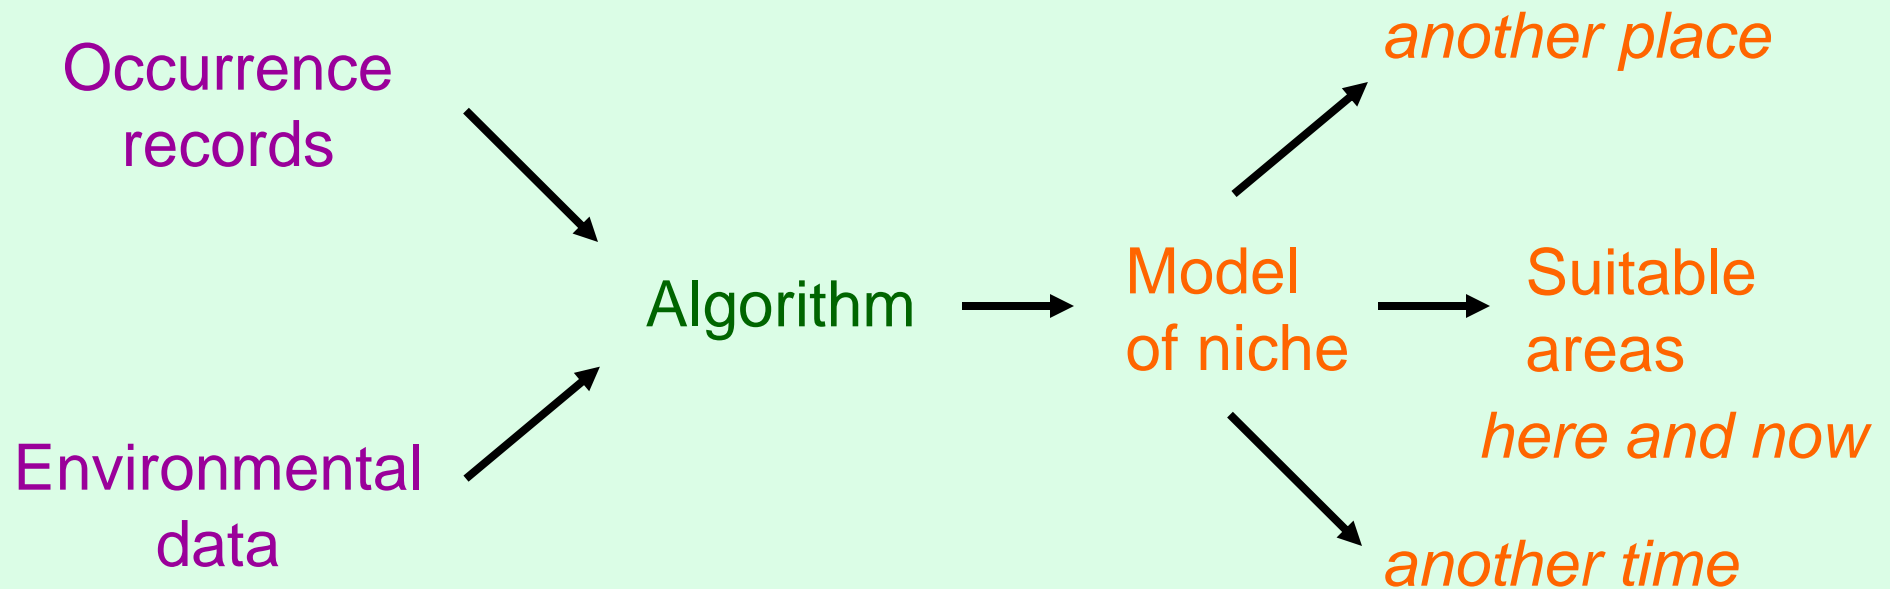 Occurrence
records
Environmental
data
Algorithm
Model
of niche
another place
Suitable
areas
here and now
another time